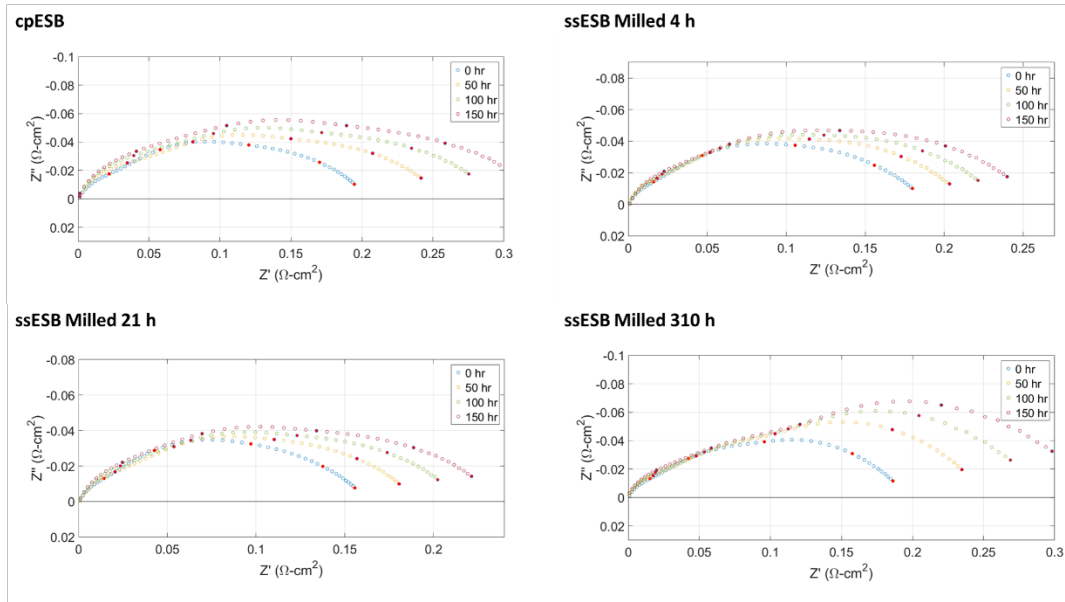 cpESB
-0.1
-0.08
-0.06
-0.04
-0.02
0
0.02
Z'' (Ω-cm²)
0
0.05
0.1
0.15
0.2
0.25
0.3
Z' (Ω-cm²)
0 hr
50 hr
100 hr
150 hr
ssESB Milled 4 h
-0.08
-0.06
-0.04
-0.02
0
0.02
Z'' (Ω-cm²)
0
0.05
0.1
0.15
0.2
0.25
Z' (Ω-cm²)
0 hr
50 hr
100 hr
150 hr
ssESB Milled 21 h
-0.08
-0.06
-0.04
-0.02
0
0.02
Z'' (Ω-cm²)
0
0.05
0.1
0.15
0.2
Z' (Ω-cm²)
0 hr
50 hr
100 hr
150 hr
ssESB Milled 310 h
-0.1
-0.08
-0.06
-0.04
-0.02
0
0.02
Z'' (Ω-cm²)
0
0.05
0.1
0.15
0.2
0.25
0.3
Z' (Ω-cm²)
0 hr
50 hr
100 hr
150 hr